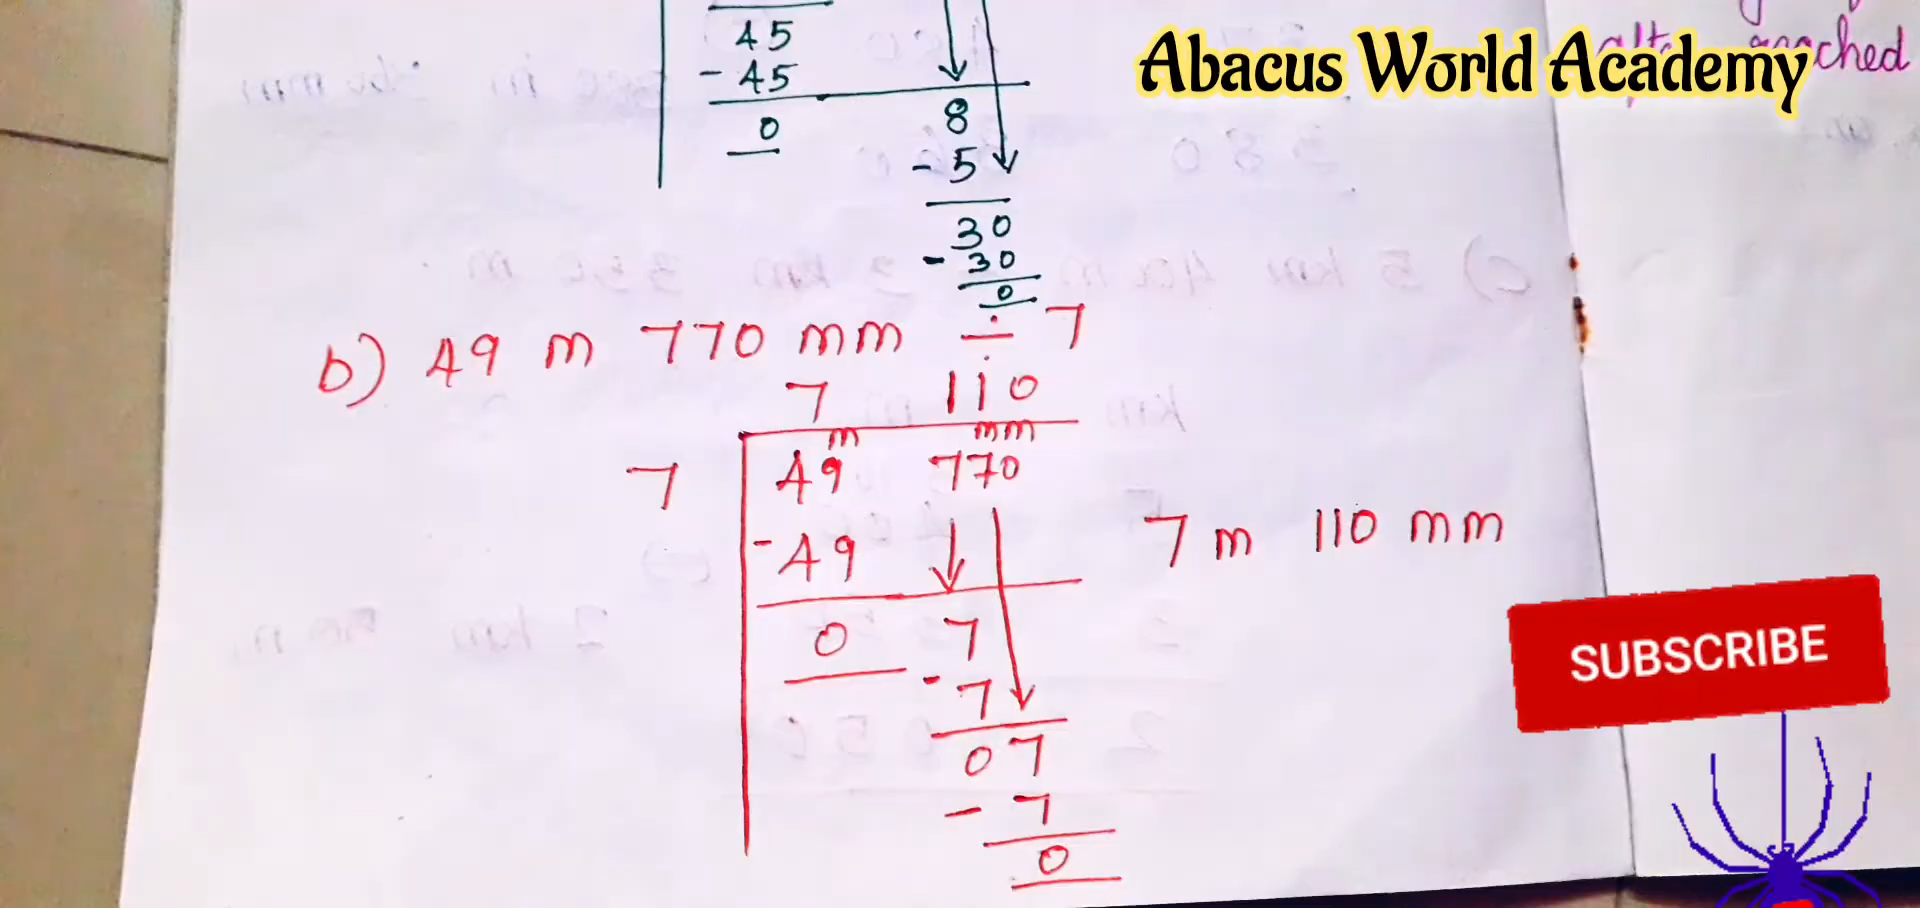 45
Abacus World Academy
ached
- 45
0 8
- 5
30
- 30
0
b) 49 m 770 mm ÷ 7
7 110
m mm
7 49 770
- 49
7 m 110 mm
0 7
- 7
07
- 7
0
SUBSCRIBE